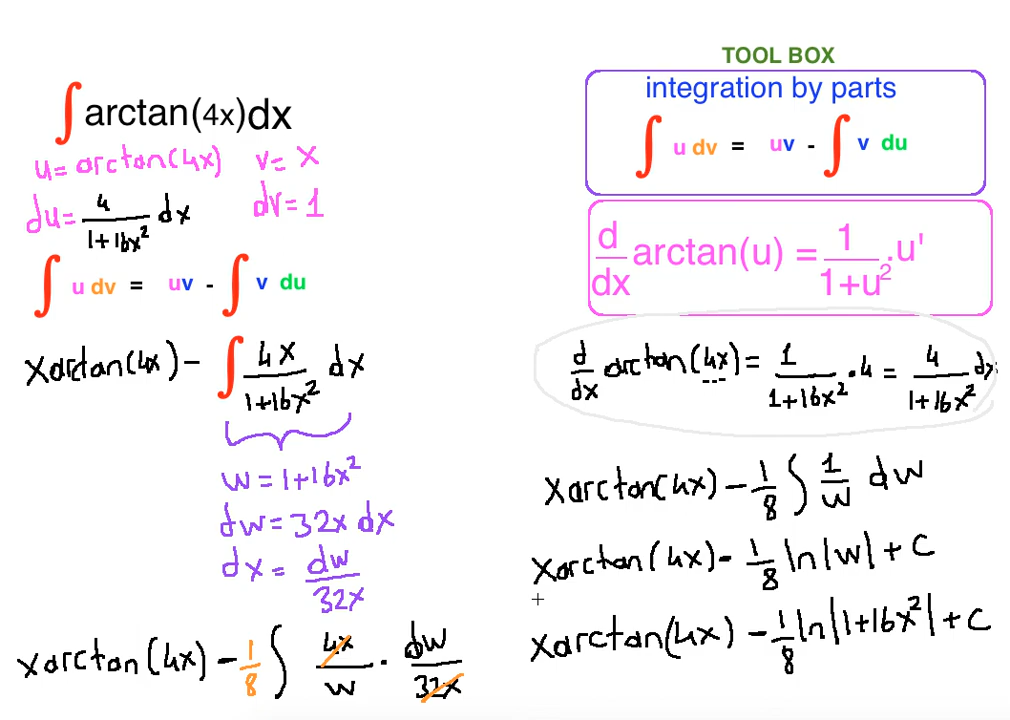 ∫ arctan(4x)dx
u= arctan(4x) v= x
du= 4/(1+16x²) dx dv= 1
∫ u dv = uv - ∫ v du
xarctan(4x) - ∫ 4x/(1+16x²) dx
w = 1+16x²
dw = 32x dx
dx = dw/32x
xarctan(4x) - 1/8 ∫ 4x/w · dw/32x
TOOL BOX
integration by parts
∫ u dv = uv - ∫ v du
d/dx arctan(u) = 1/(1+u²) · u'
d/dx arctan(4x) = 1/(1+16x²) · 4 = 4/(1+16x²) dx
xarctan(4x) - 1/8 ∫ 1/w dw
xarctan(4x) - 1/8 ln|w| + C
xarctan(4x) - 1/8 ln|1+16x²| + C